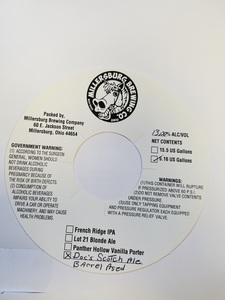 MILLERSBURG BREWING CO.
Packed by,
Millersburg Brewing Company
60 E. Jackson Street
Millersburg, Ohio 44654
% ALC/VOL
NET CONTENTS
15.5 US Gallons
5.16 US Gallons
GOVERNMENT WARNING:
(1) ACCORDING TO THE SURGEON
GENERAL, WOMEN SHOULD
NOT DRINK ALCOHOLIC
BEVERAGES DURING
PREGNANCY BECAUSE OF
THE RISK OF BIRTH DEFECTS
(2) CONSUMPTION OF
ALCOHOLIC BEVERAGES
IMPAIRS YOUR ABILITY TO
DRIVE A CAR OR OPERATE
MACHINERY, AND MAY CAUSE
HEALTH PROBLEMS.
WARNINGS:
(1)THIS CONTAINER WILL RUPTURE
IF PRESSURIZED ABOVE 60 P S I
(2) DO NOT REMOVE CONTENTS
UNDER PRESSURE
(3)USE ONLY TAPPING EQUIPMENT
AND PRESSURE REGULATOR EACH EQUIPPED
WITH A PRESSURE RELIEF VALVE.
French Ridge IPA
Lot 21 Blonde Ale
Panther Hollow Vanilla Porter
X Doc's Scotch Ale
Barrel Aged